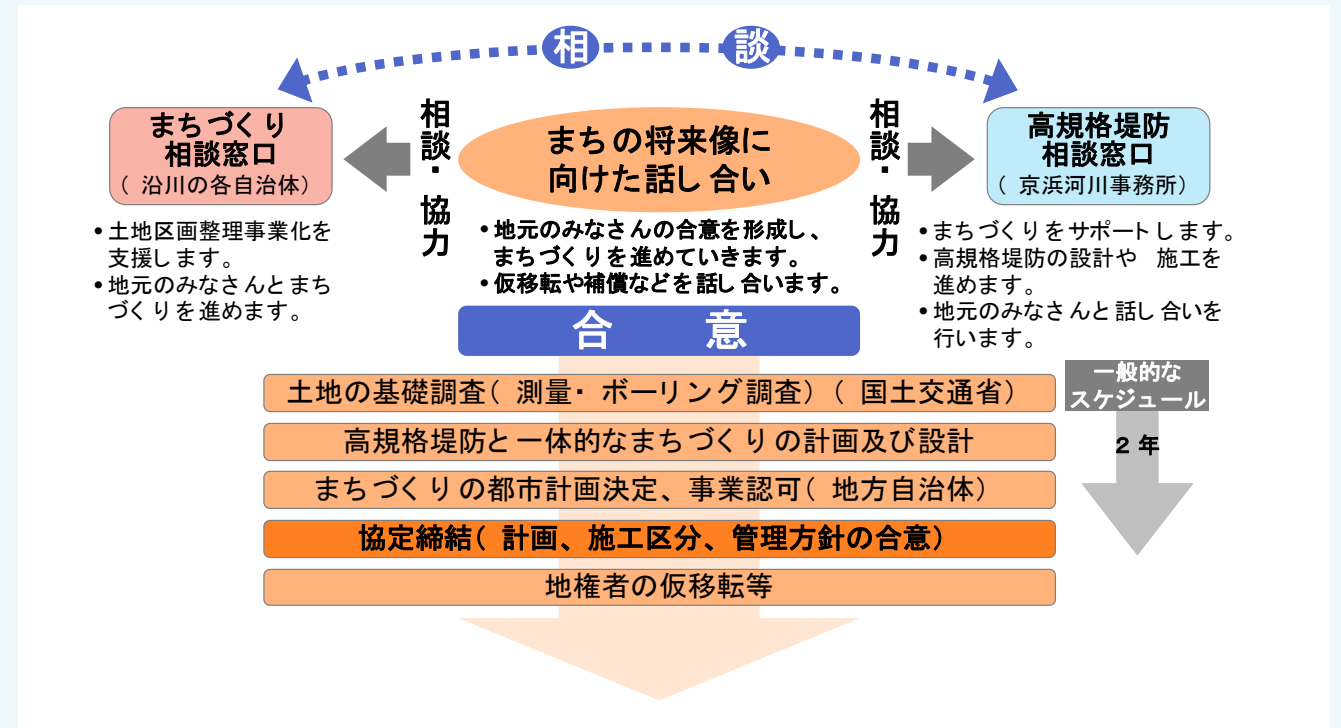 相談
まちづくり
相談窓口
(沿川の各自治体)
・土地区画整理事業化を
支援します。
・地元のみなさんとまち
づくりを進めます。
相談・協力
まちの将来像に
向けた話し合い
・地元のみなさんの合意を形成し、
まちづくりを進めていきます。
・仮移転や補償などを話し合います。
相談・協力
高規格堤防
相談窓口
(京浜河川事務所)
・まちづくりをサポートします。
・高規格堤防の設計や 施工を
進めます。
・地元のみなさんと話し合いを
行います。
合意
土地の基礎調査(測量・ボーリング調査)(国土交通省)
高規格堤防と一体的なまちづくりの計画及び設計
まちづくりの都市計画決定、事業認可(地方自治体)
協定締結(計画、施工区分、管理方針の合意)
地権者の仮移転等
一般的な
スケジュール
2年